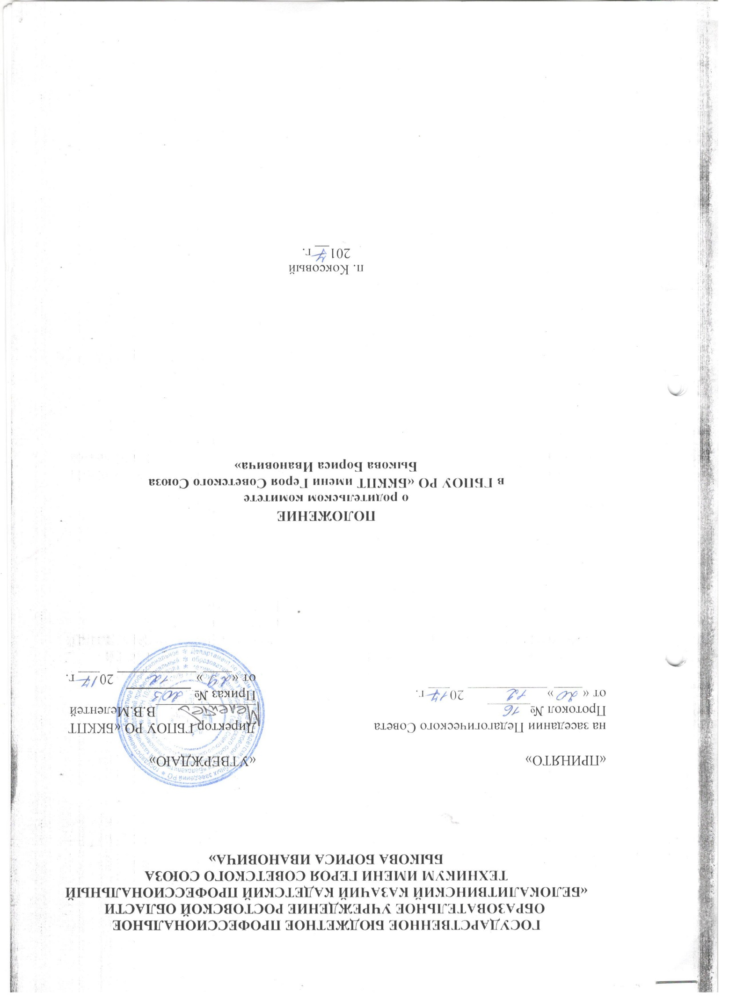 ГОСУДАРСТВЕННОЕ БЮДЖЕТНОЕ ПРОФЕССИОНАЛЬНОЕ
ОБРАЗОВАТЕЛЬНОЕ УЧРЕЖДЕНИЕ РОСТОВСКОЙ ОБЛАСТИ
«БЕЛОКАЛИТВИНСКИЙ КАЗАЧИЙ КАДЕТСКИЙ ПРОФЕССИОНАЛЬНЫЙ
ТЕХНИКУМ ИМЕНИ ГЕРОЯ СОВЕТСКОГО СОЮЗА
БЫКОВА БОРИСА ИВАНОВИЧА»
«ПРИНЯТО»
на заседании Педагогического Совета
Протокол № 16
от «20» 12 2017 г.
«УТВЕРЖДАЮ»
Директор ГБПОУ РО «БККПТ
В.В.Мелентей
Приказ № 203
от «29» 12 2017 г.
ПОЛОЖЕНИЕ
о родительском комитете
в ГБПОУ РО «БККПТ имени Героя Советского Союза
Быкова Бориса Ивановича»
п. Коксовый
2017 г.